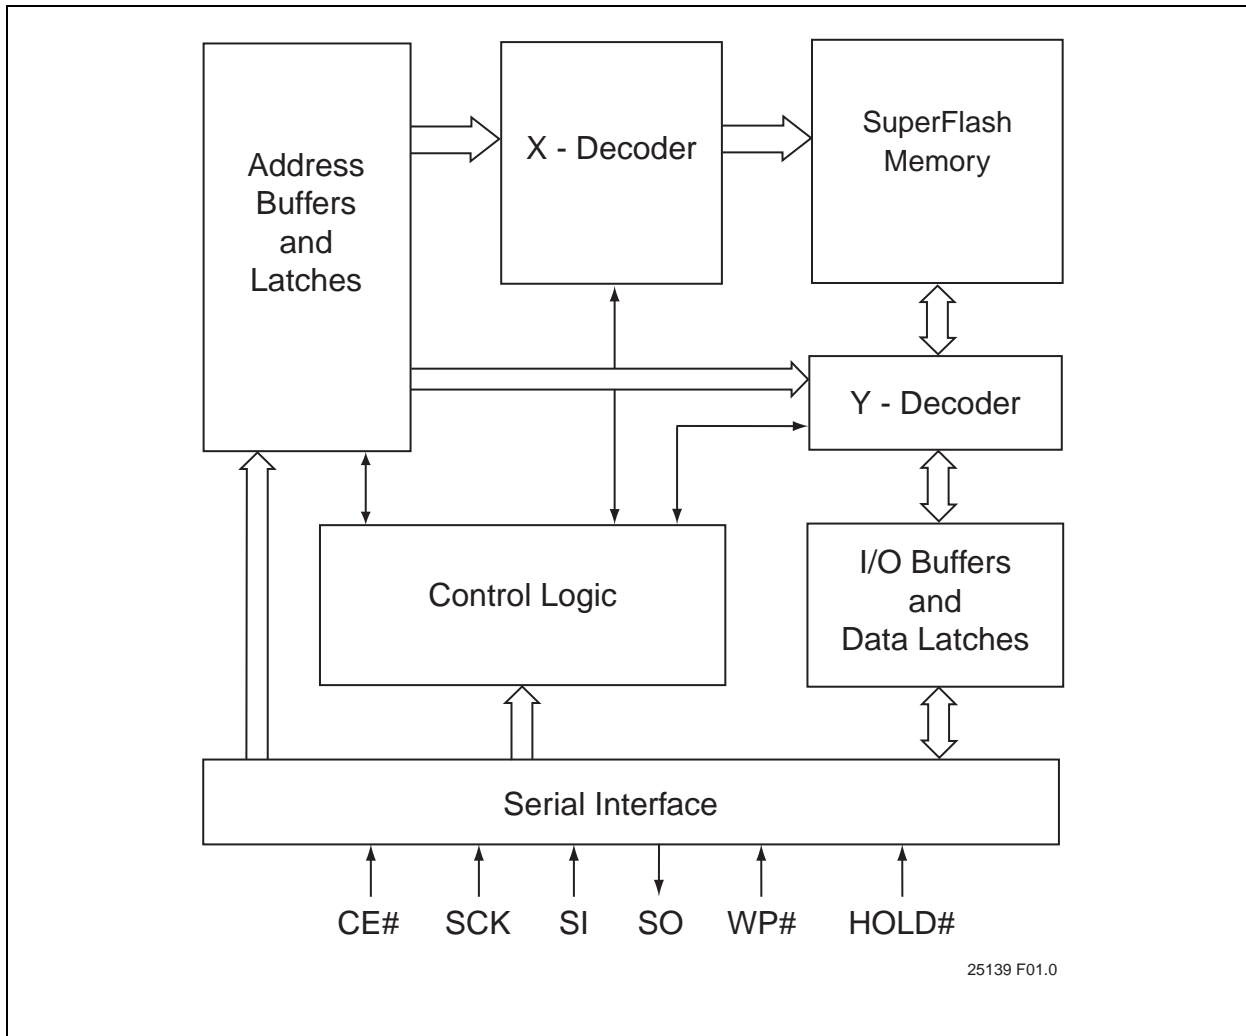 Address
Buffers
and
Latches
X - Decoder
SuperFlash
Memory
Y - Decoder
Control Logic
I/O Buffers
and
Data Latches
Serial Interface
CE# SCK SI SO WP# HOLD#
25139 F01.0